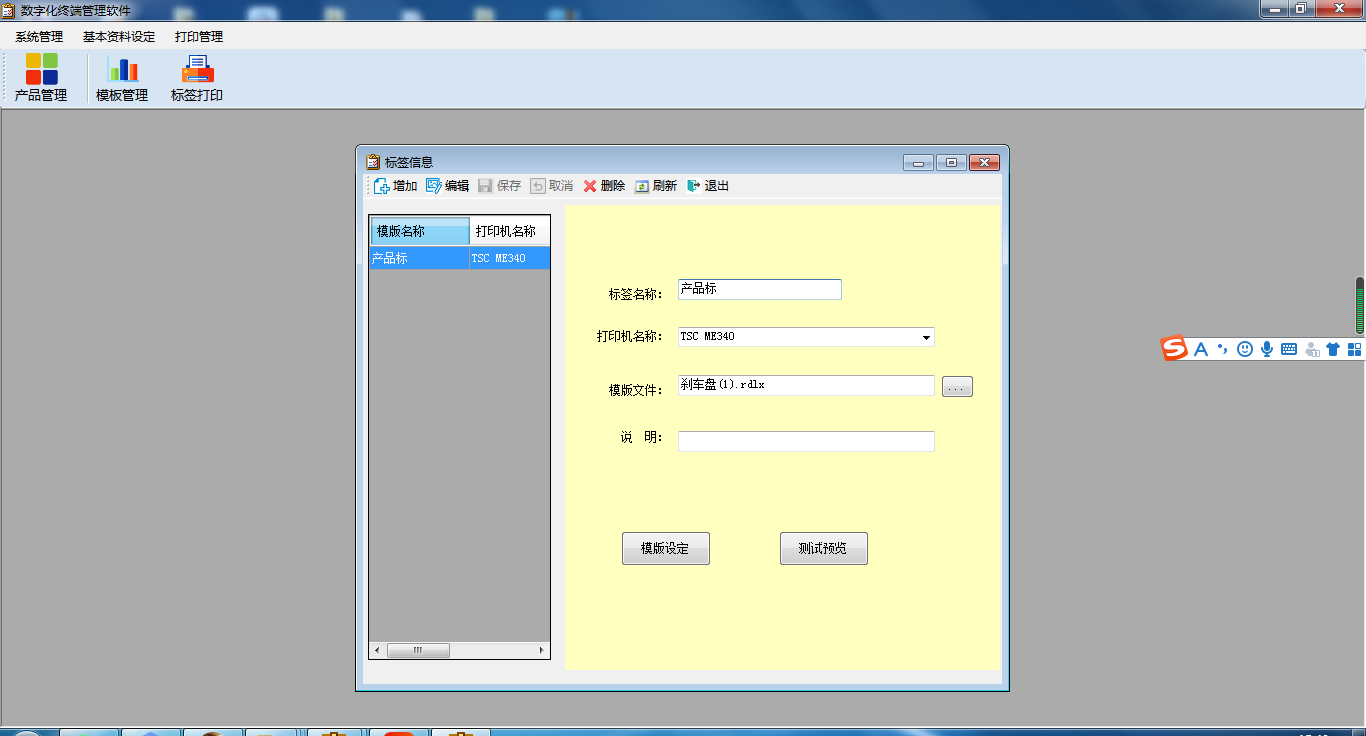 数字化终端管理软件
系统管理 基本资料设定 打印管理
产品管理 模板管理 标签打印
标签信息
增加 编辑 保存 取消 删除 刷新 退出
模版名称 打印机名称
产品标 TSC ME340
标签名称： 产品标
打印机名称： TSC ME340
模版文件： 刹车盘(1).rdlx ...
说 明：
模版设定 测试预览